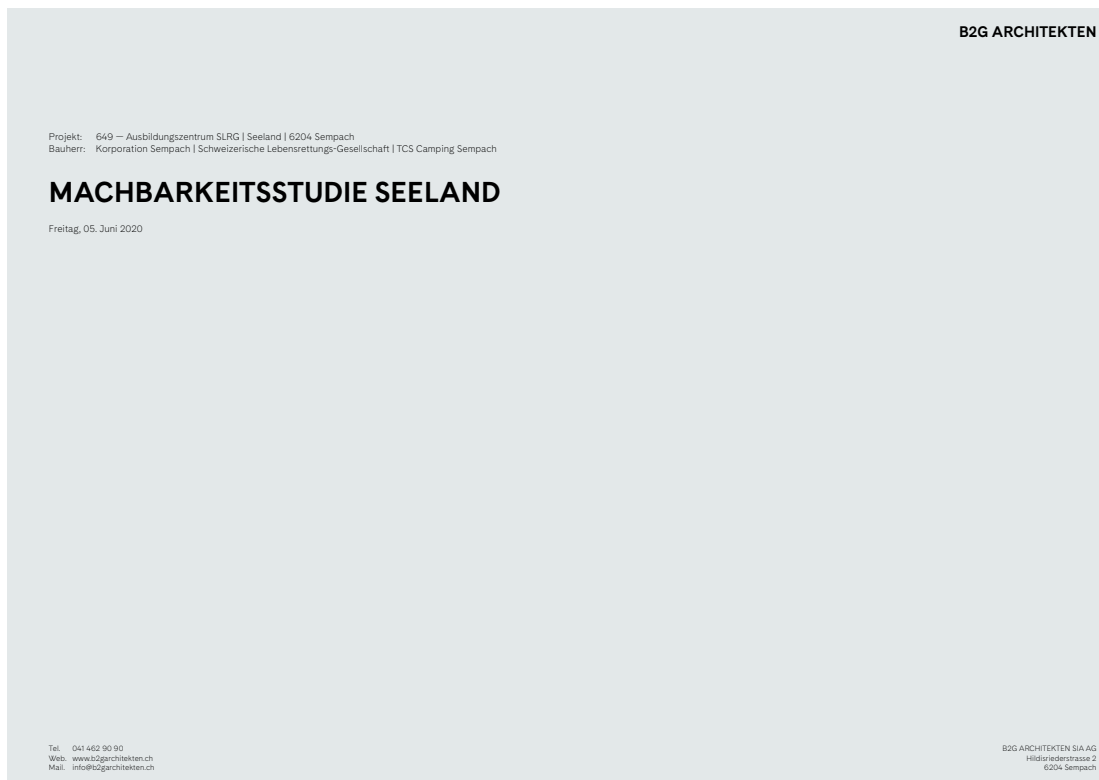 B2G ARCHITEKTEN
Projekt: 649 — Ausbildungszentrum SLRG | Seeland | 6204 Sempach
Bauherr: Korporation Sempach | Schweizerische Lebensrettungs-Gesellschaft | TCS Camping Sempach
MACHBARKEITSSTUDIE SEELAND
Freitag, 05. Juni 2020
Tel. 041 462 90 90
Web. www.b2garchitekten.ch
Mail. info@b2garchitekten.ch
B2G ARCHITEKTEN SIA AG
Hildisriederstrasse 2
6204 Sempach